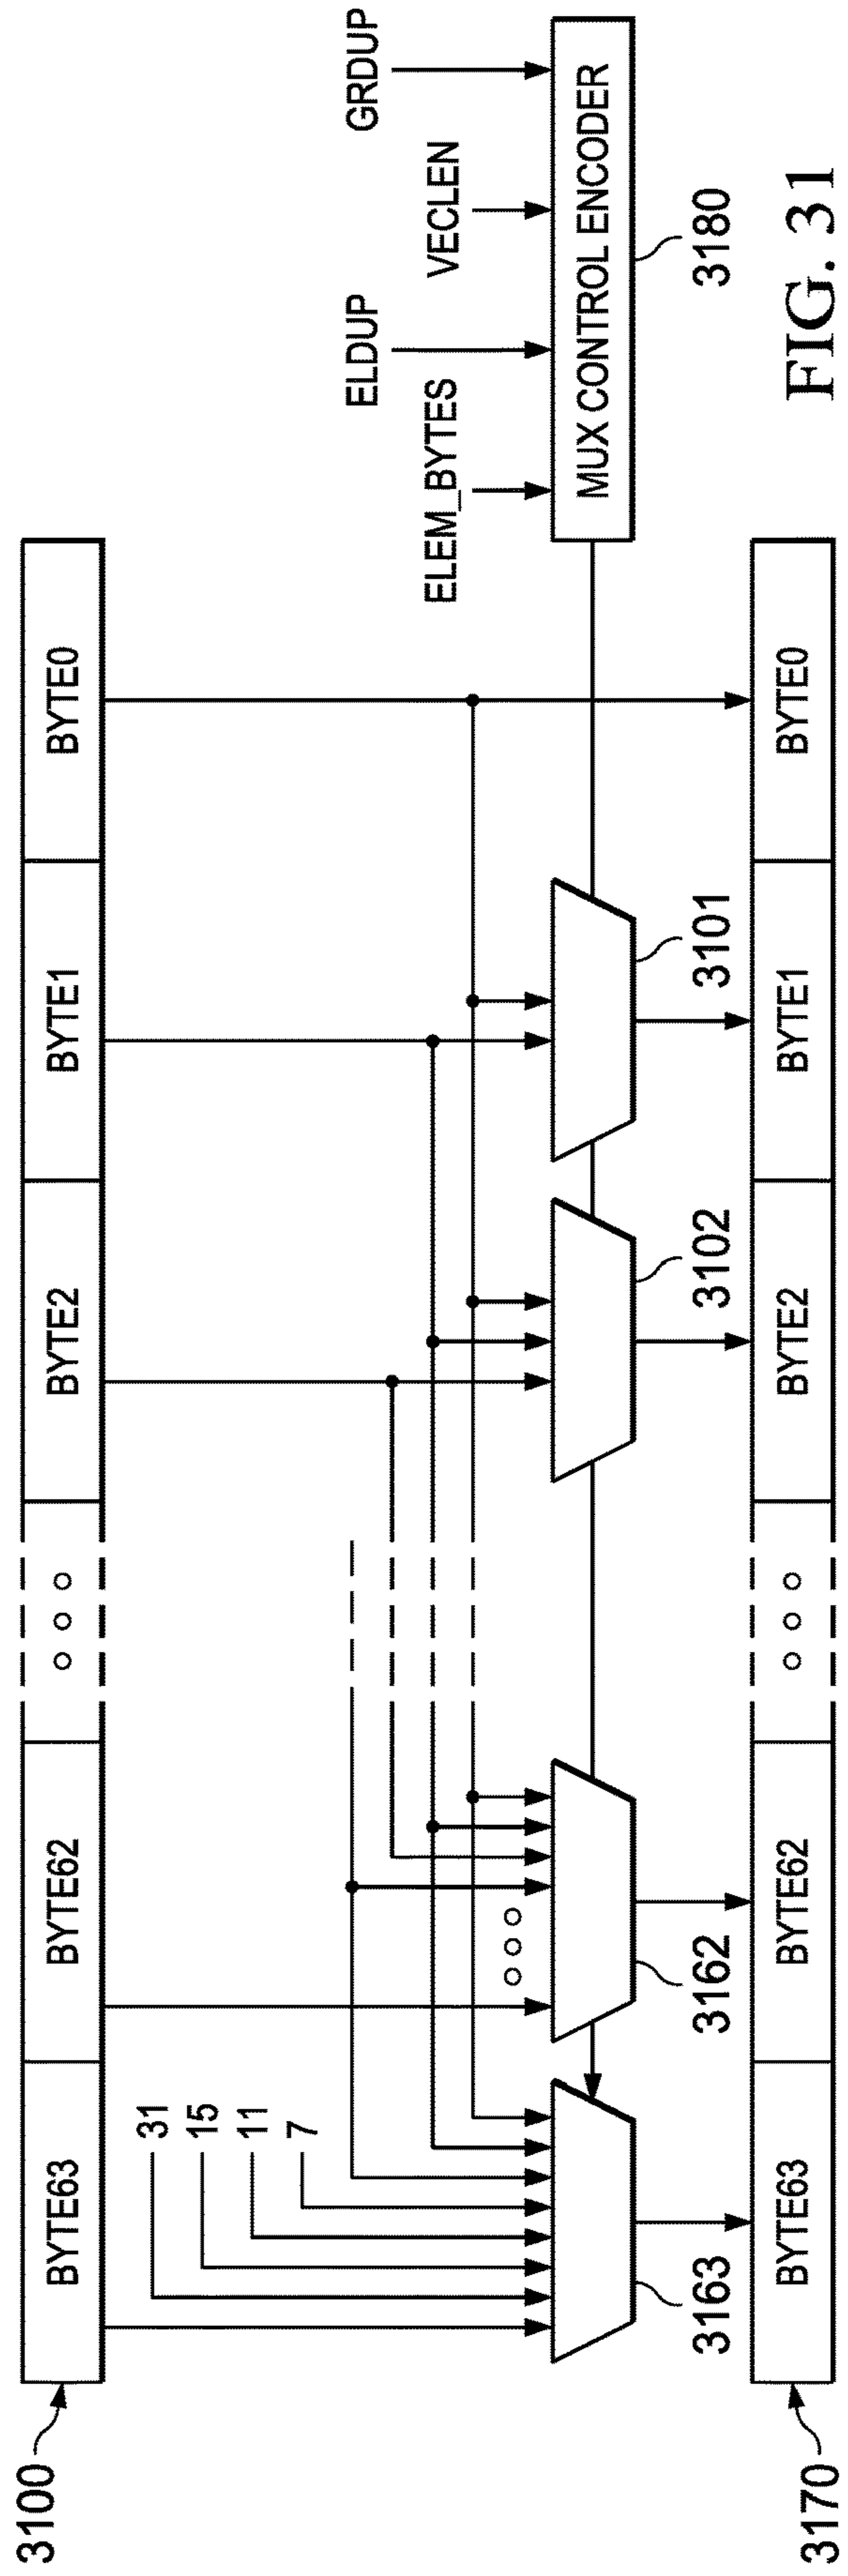 3100
BYTE63
BYTE62
BYTE2
BYTE1
BYTE0
31
15
11
7
GRDUP
ELDUP
VECLEN
ELEM_BYTES
MUX CONTROL ENCODER
3163
3162
3102
3101
3180
3170
BYTE63
BYTE62
BYTE2
BYTE1
BYTE0
FIG. 31